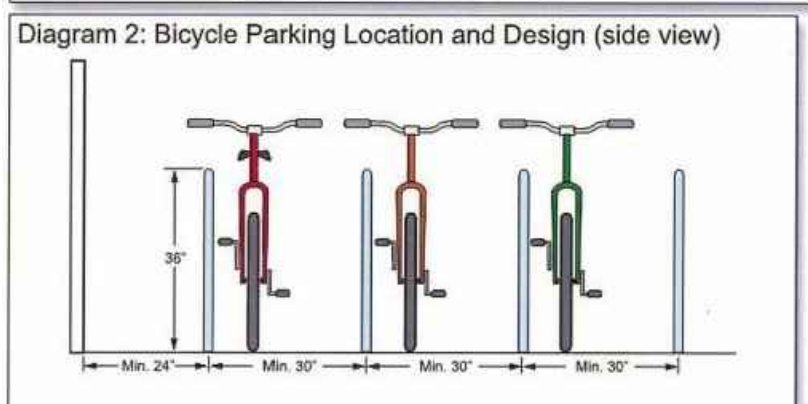 Diagram 2: Bicycle Parking Location and Design (side view)
36"
Min. 24" Min. 30" Min. 30" Min. 30"